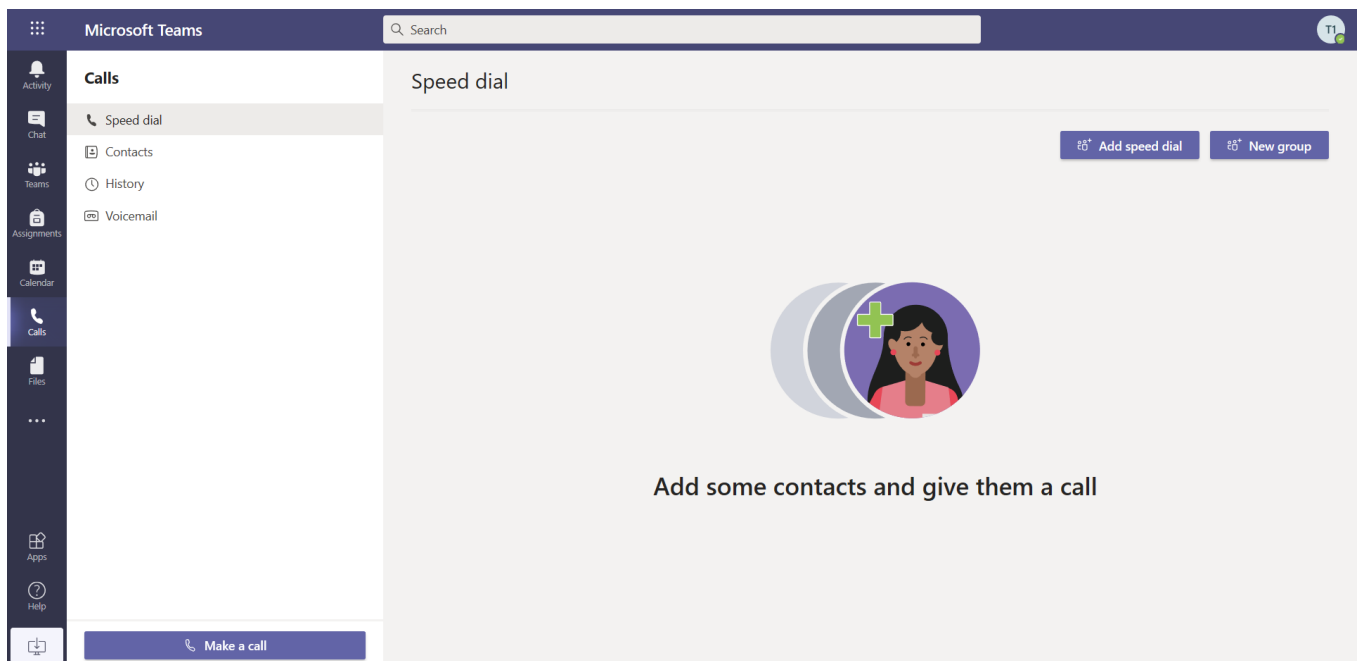 Microsoft Teams
Search
T1
Activity
Chat
Teams
Assignments
Calendar
Calls
Files
Apps
Help
Calls
Speed dial
Contacts
History
Voicemail
Make a call
Speed dial
Add speed dial
New group
Add some contacts and give them a call